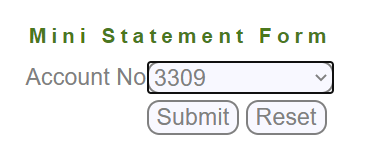 Mini Statement Form
Account No 3309
Submit Reset